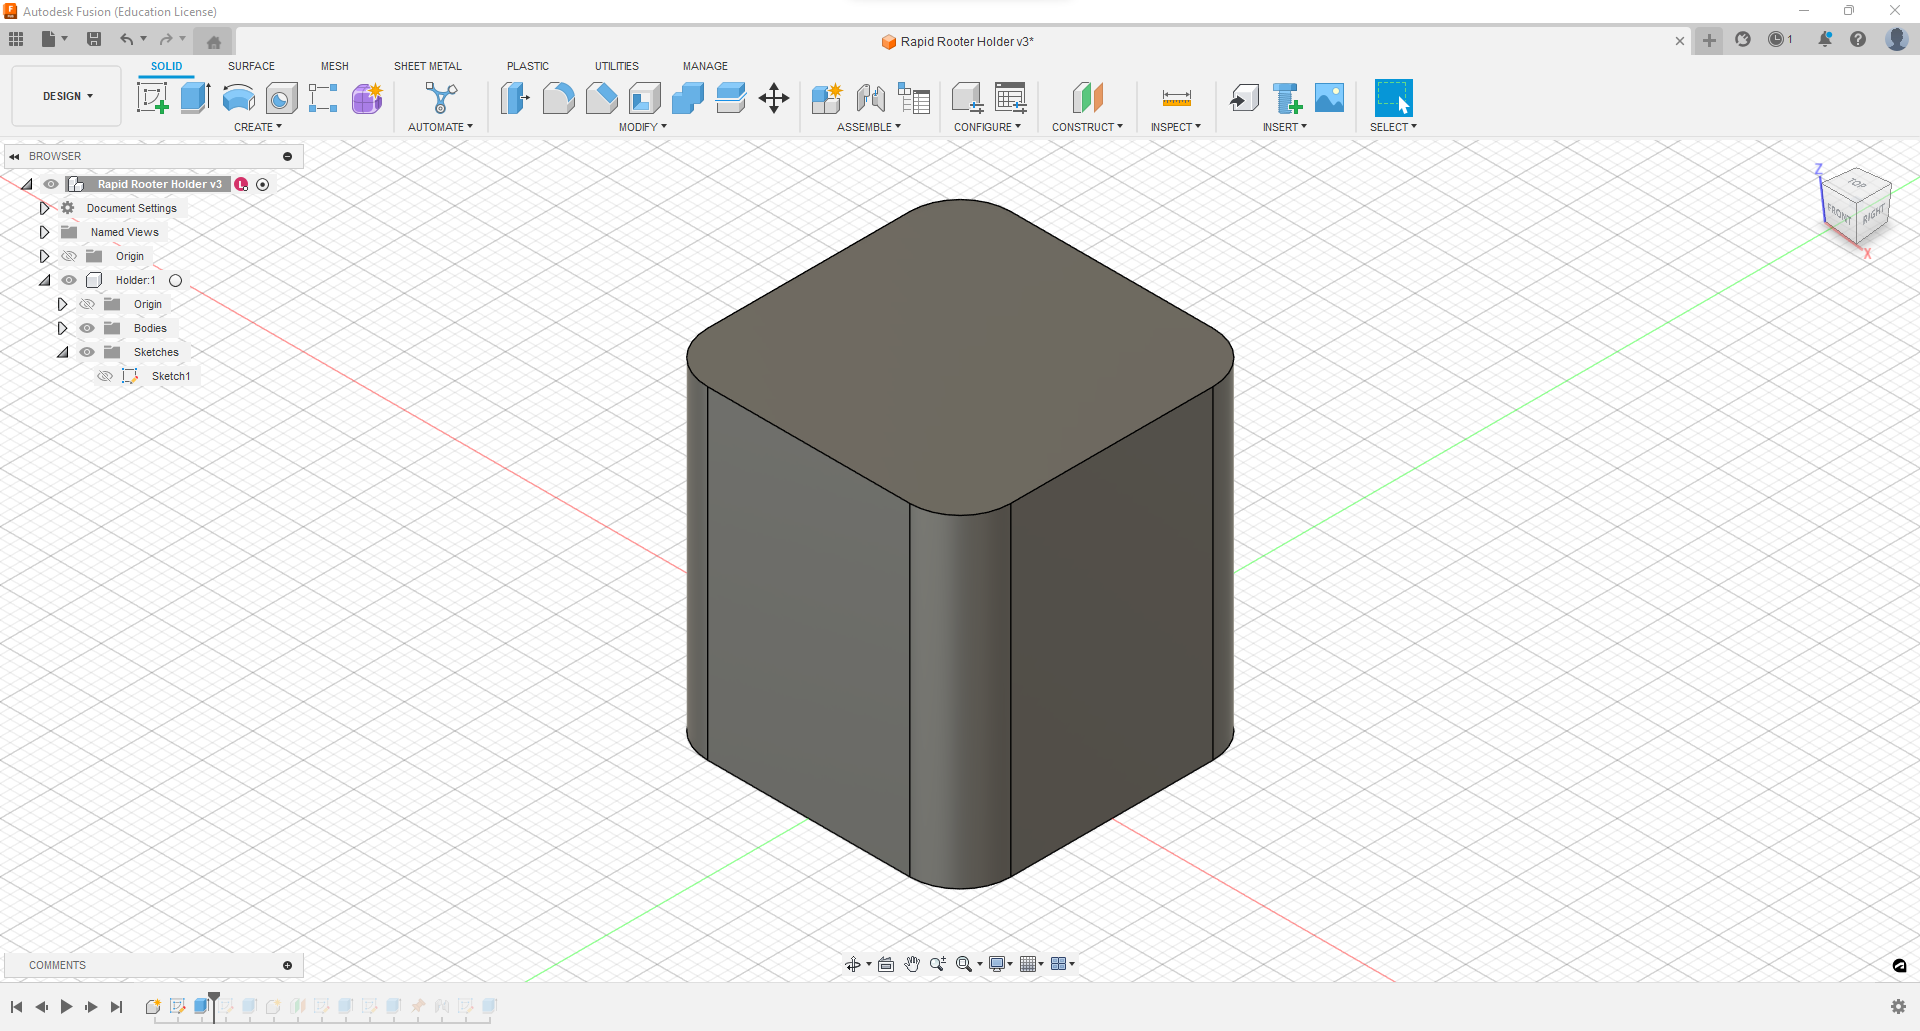 Autodesk Fusion (Education License)
Rapid Rooter Holder v3*
1
SOLID SURFACE MESH SHEET METAL PLASTIC UTILITIES MANAGE
DESIGN
CREATE AUTOMATE MODIFY ASSEMBLE CONFIGURE CONSTRUCT INSPECT INSERT SELECT
BROWSER
Rapid Rooter Holder v3
L
Document Settings
Named Views
Origin
Holder:1
Origin
Bodies
Sketches
Sketch1
Z
TOP
FRONT RIGHT
X
COMMENTS